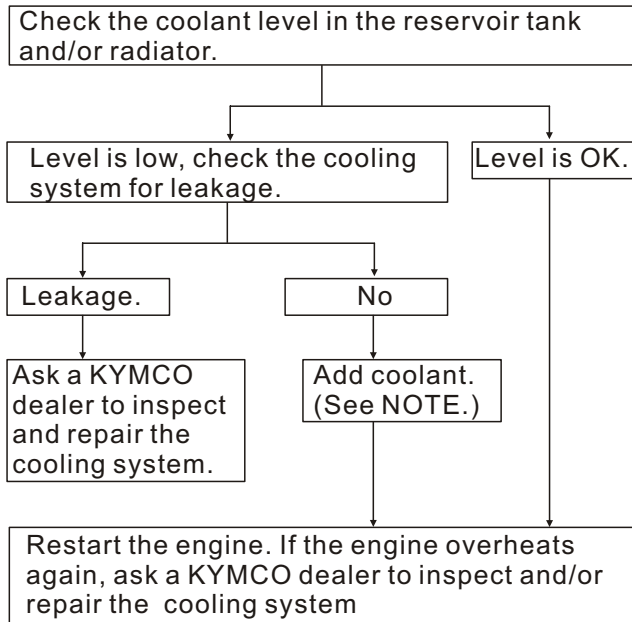 Check the coolant level in the reservoir tank
and/or radiator.
Level is low, check the cooling
system for leakage.
Level is OK.
Leakage.
No
Ask a KYMCO
dealer to inspect
and repair the
cooling system.
Add coolant.
(See NOTE.)
Restart the engine. If the engine overheats
again, ask a KYMCO dealer to inspect and/or
repair the  cooling system